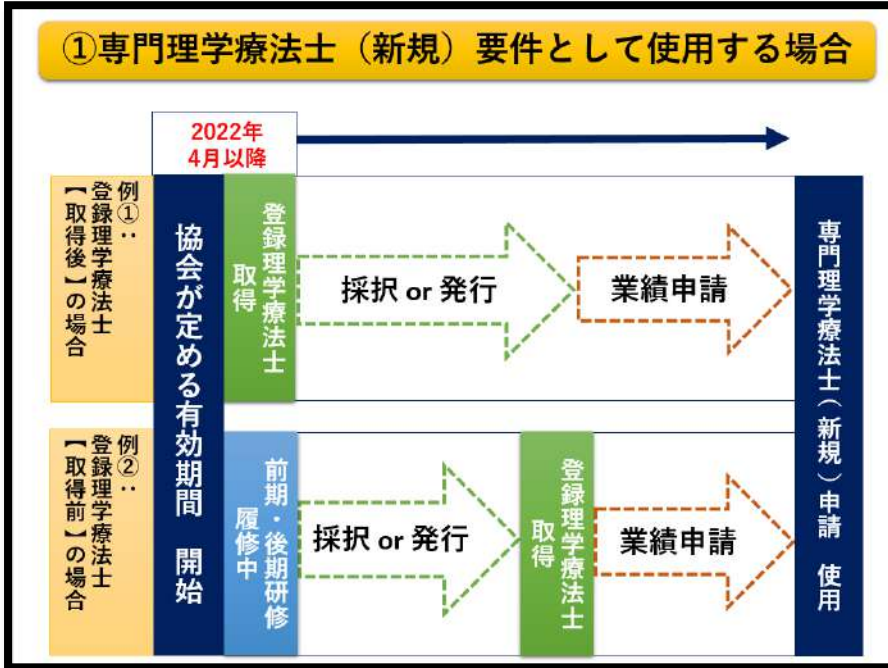 ①専門理学療法士（新規）要件として使用する場合
2022年
4月以降
例①：
登録理学療法士
【取得後】の場合
協会が定める有効期間　開始
登録理学療法士
取得
採択 or 発行
業績申請
専門理学療法士（新規）申請　使用
例②：
登録理学療法士
【取得前】の場合
前期・後期研修
履修中
採択 or 発行
登録理学療法士
取得
業績申請